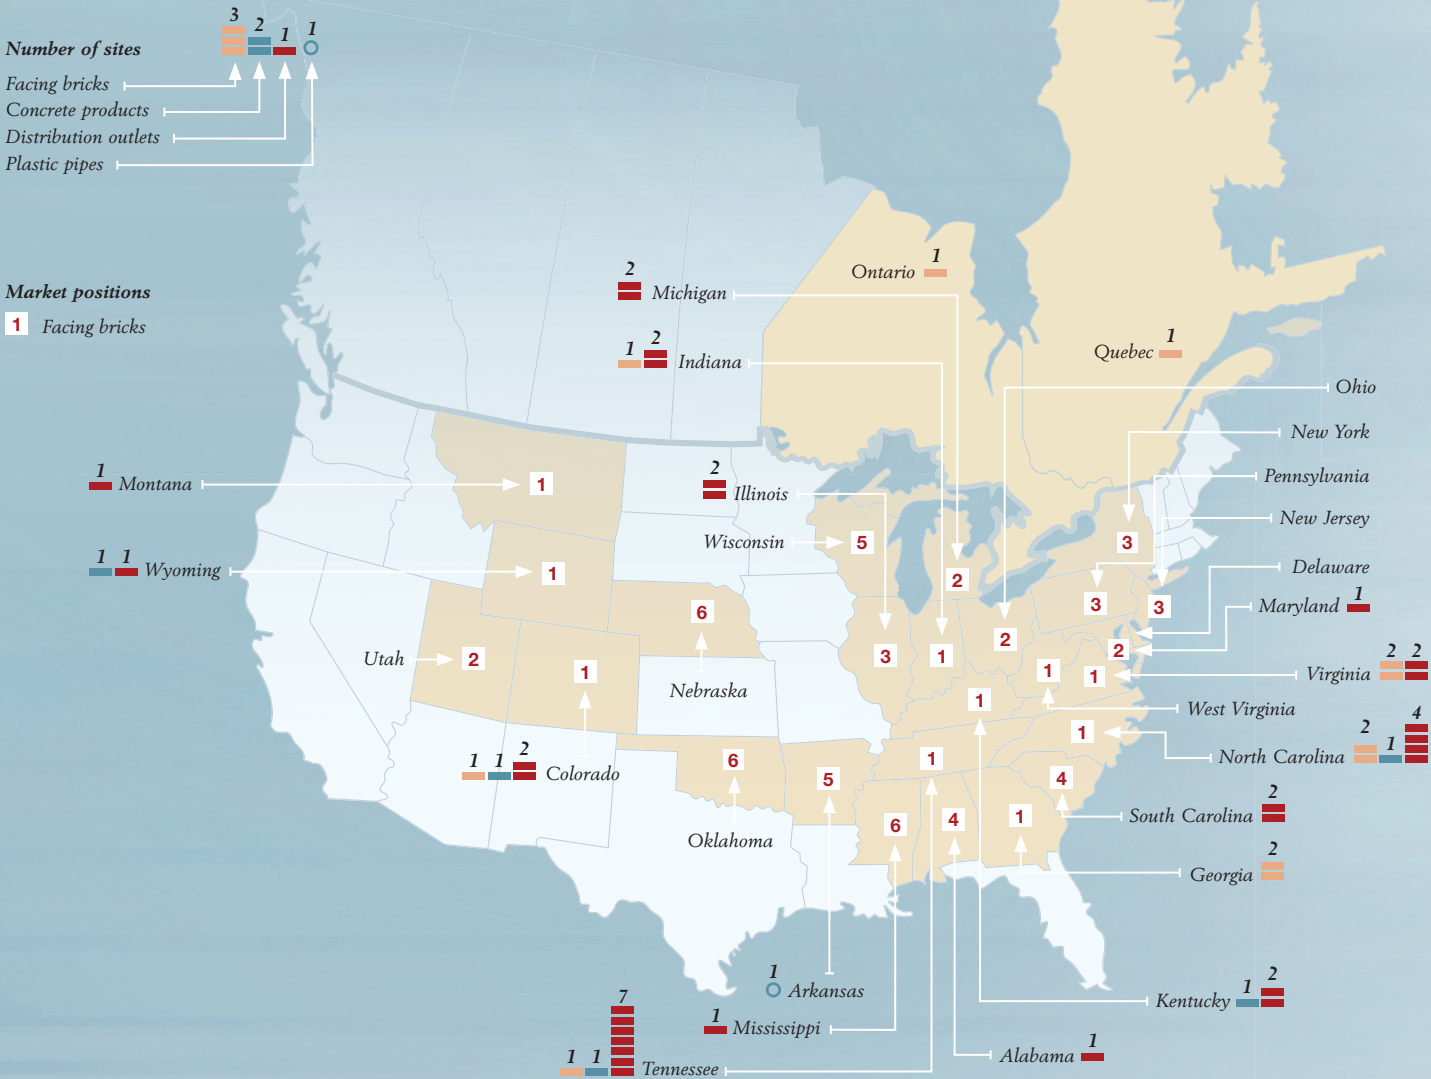 3 2 1 1
Number of sites
Facing bricks
Concrete products
Distribution outlets
Plastic pipes
Market positions
1 Facing bricks
Ontario 1
2 Michigan
1 2 Indiana
Quebec 1
Ohio
New York
Pennsylvania
New Jersey
Delaware
Maryland 1
Virginia 2 2
West Virginia
North Carolina 2 1 4
South Carolina 2
Georgia 2
Kentucky 1 2
Alabama 1
1 Montana
1 1 Wyoming
2 Illinois
Wisconsin
Utah
Nebraska
1 1 2 Colorado
Oklahoma
1 Arkansas
1 Mississippi
1 1 7 Tennessee
1
1
5
3
2
6
3
3
2
2
3
1
2
1
2
1
1
1
1
6
5
1
4
6
4
1